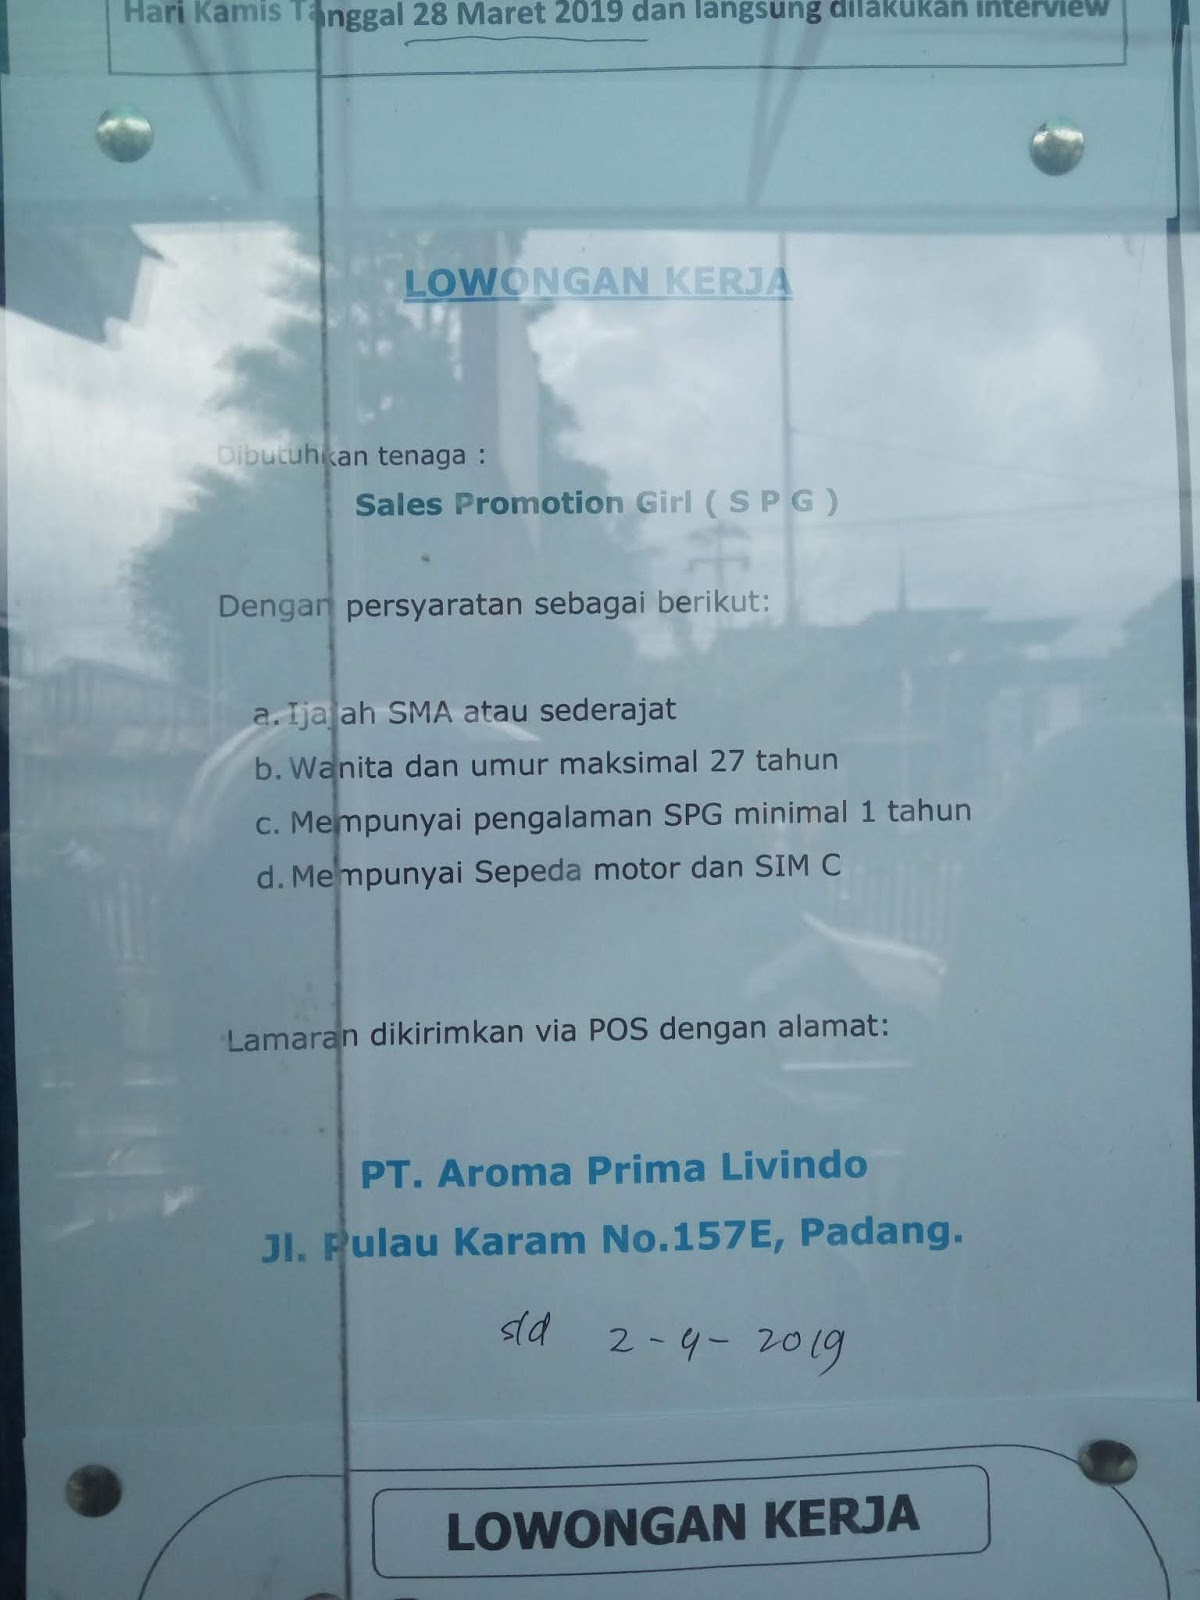 Hari Kamis Tanggal 28 Maret 2019 dan langsung dilakukan interview
LOWONGAN KERJA
Dibutuhkan tenaga :
Sales Promotion Girl ( S P G )
Dengan persyaratan sebagai berikut:
a. Ijajah SMA atau sederajat
b. Wanita dan umur maksimal 27 tahun
c. Mempunyai pengalaman SPG minimal 1 tahun
d. Mempunyai Sepeda motor dan SIM C
Lamaran dikirimkan via POS dengan alamat:
PT. Aroma Prima Livindo
Jl. Pulau Karam No.157E, Padang.
s/d 2-4-2019
LOWONGAN KERJA